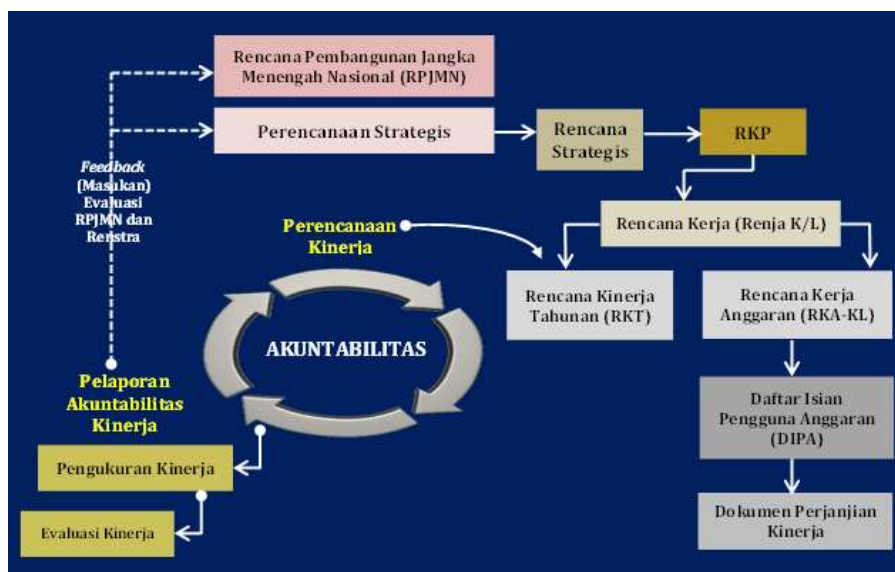 Rencana Pembangunan Jangka
Menengah Nasional (RPJMN)
Perencanaan Strategis
Rencana
Strategis
RKP
Feedback
(Masukan)
Evaluasi
RPJMN dan
Renstra
Perencanaan
Kinerja
Rencana Kerja (Renja K/L)
Rencana Kinerja
Tahunan (RKT)
Rencana Kerja
Anggaran (RKA-KL)
AKUNTABILITAS
Pelaporan
Akuntabilitas
Kinerja
Daftar Isian
Pengguna Anggaran
(DIPA)
Pengukuran Kinerja
Evaluasi Kinerja
Dokumen Perjanjian
Kinerja